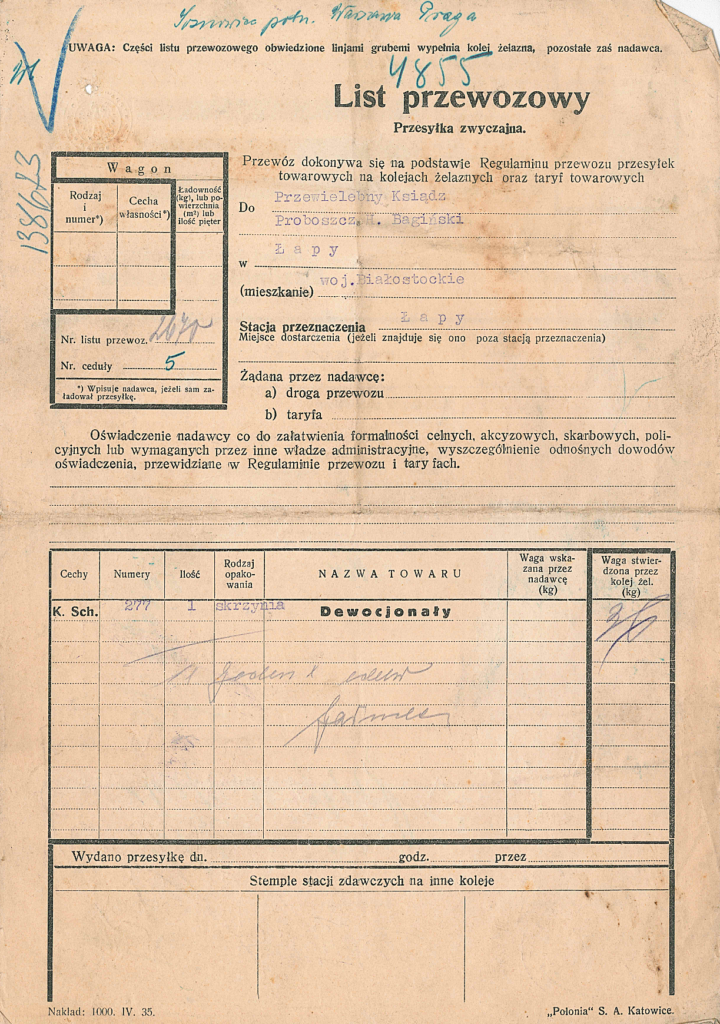 Sosnowiec połn. Warszawa Praga
UWAGA: Części listu przewozowego obwiedzione linjami grubemi wypełnia kolej żelazna, pozostałe zaś nadawca.
4855
List przewozowy
Przesyłka zwyczajna.
138623
Wagon
Rodzaj i numer*)
Cecha własności*)
Ładowność (kg), lub powierzchnia (m²) lub ilość pięter
Nr. listu przewoz. 2670
Nr. ceduły 5
*) Wpisuje nadawca, jeżeli sam załadował przesyłkę.
Przewóz dokonywa się na podstawie Regulaminu przewozu przesyłek
towarowych na kolejach żelaznych oraz taryf towarowych
Przewielebny Ksiądz
Do
Proboszcz H. Bagiński
Łapy
w
woj.Białostockie
(mieszkanie)
Stacja przeznaczenia Łapy
Miejsce dostarczenia (jeżeli znajduje się ono poza stacją przeznaczenia)
Żądana przez nadawcę:
a) droga przewozu
b) taryfa
Oświadczenie nadawcy co do załatwienia formalności celnych, akcyzowych, skarbowych, poli-
cyjnych lub wymaganych przez inne władze administracyjne, wyszczególnienie odnośnych dowodów
oświadczenia, przewidziane w Regulaminie przewozu i taryfach.
Cechy Numery Ilość Rodzaj opakowania NAZWA TOWARU Waga wskazana przez nadawcę (kg) Waga stwierdzona przez kolej żel. (kg)
K. Sch. 277 1 skrzynia Dewocjonały
Wydano przesyłkę dn. godz. przez
Stemple stacji zdawczych na inne koleje
Nakład: 1000. IV. 35.
„Polonia" S. A. Katowice.